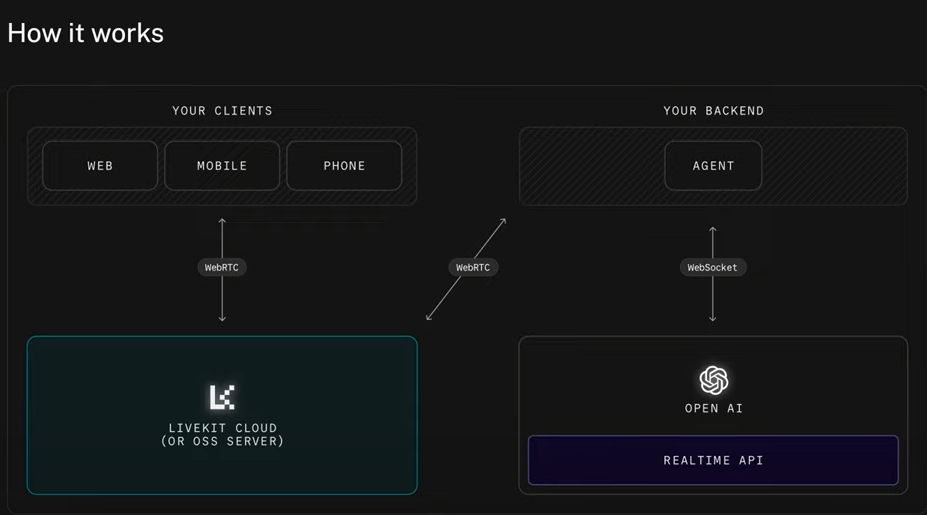 How it works
YOUR CLIENTS
WEB
MOBILE
PHONE
YOUR BACKEND
AGENT
WebRTC
WebRTC
WebSocket
LIVEKIT CLOUD
(OR OSS SERVER)
OPEN AI
REALTIME API